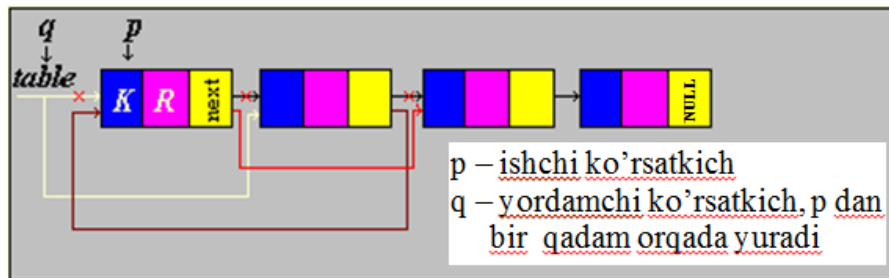 q p
table
K R next
NULL
p – ishchi ko’rsatkich
q – yordamchi ko’rsatkich, p dan
bir qadam orqada yuradi